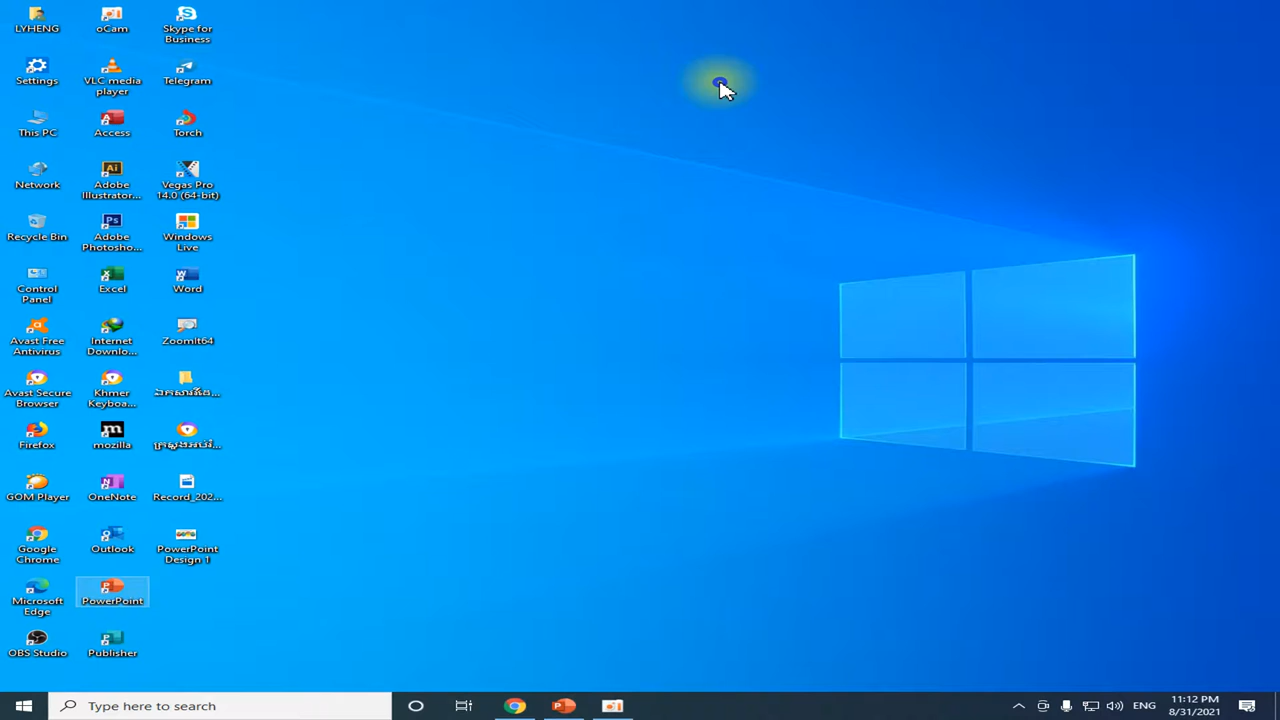 LYHENG
Settings
This PC
Network
Recycle Bin
Control
Panel
Avast Free
Antivirus
Avast Secure
Browser
Firefox
GOM Player
Google
Chrome
Microsoft
Edge
OBS Studio
oCam
VLC media
player
Access
Adobe
Illustrator...
Adobe
Photosho...
Excel
Internet
Downlo...
Khmer
Keyboa...
mozilla
OneNote
Outlook
PowerPoint
Publisher
Skype for
Business
Telegram
Torch
Vegas Pro
14.0 (64-bit)
Windows
Live
Word
ZoomIt64
Record_202...
PowerPoint
Design 1
Type here to search
ENG
11:12 PM
8/31/2021